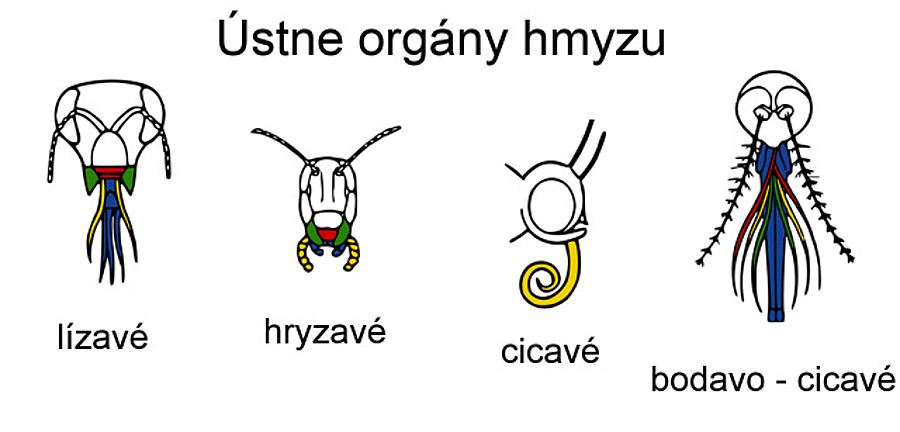 Ústne orgány hmyzu
lízavé
hryzavé
cicavé
bodavo - cicavé